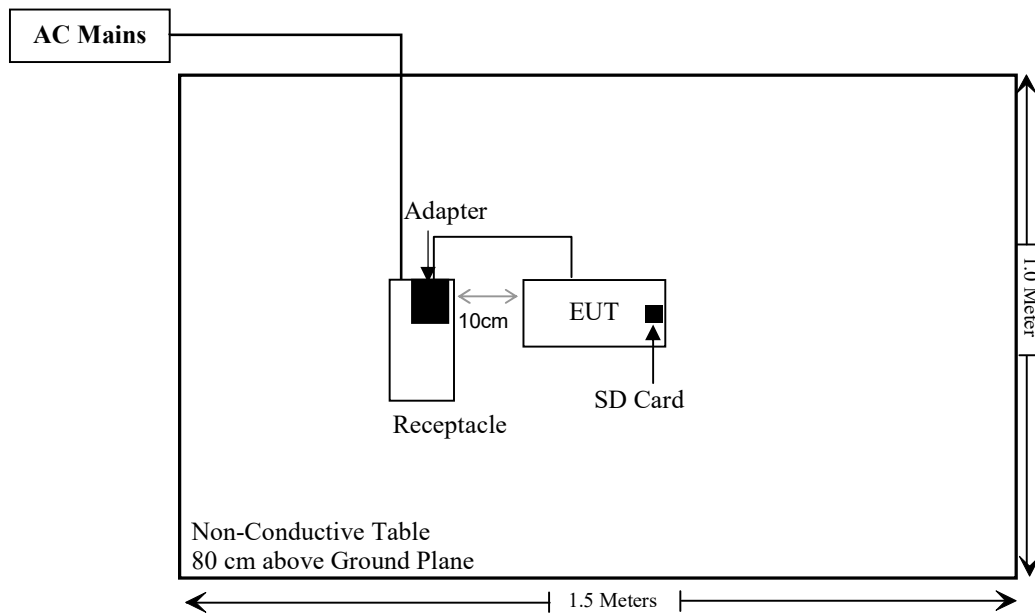 AC Mains
Adapter
10cm
EUT
SD Card
Receptacle
1.0 Meter
Non-Conductive Table
80 cm above Ground Plane
1.5 Meters